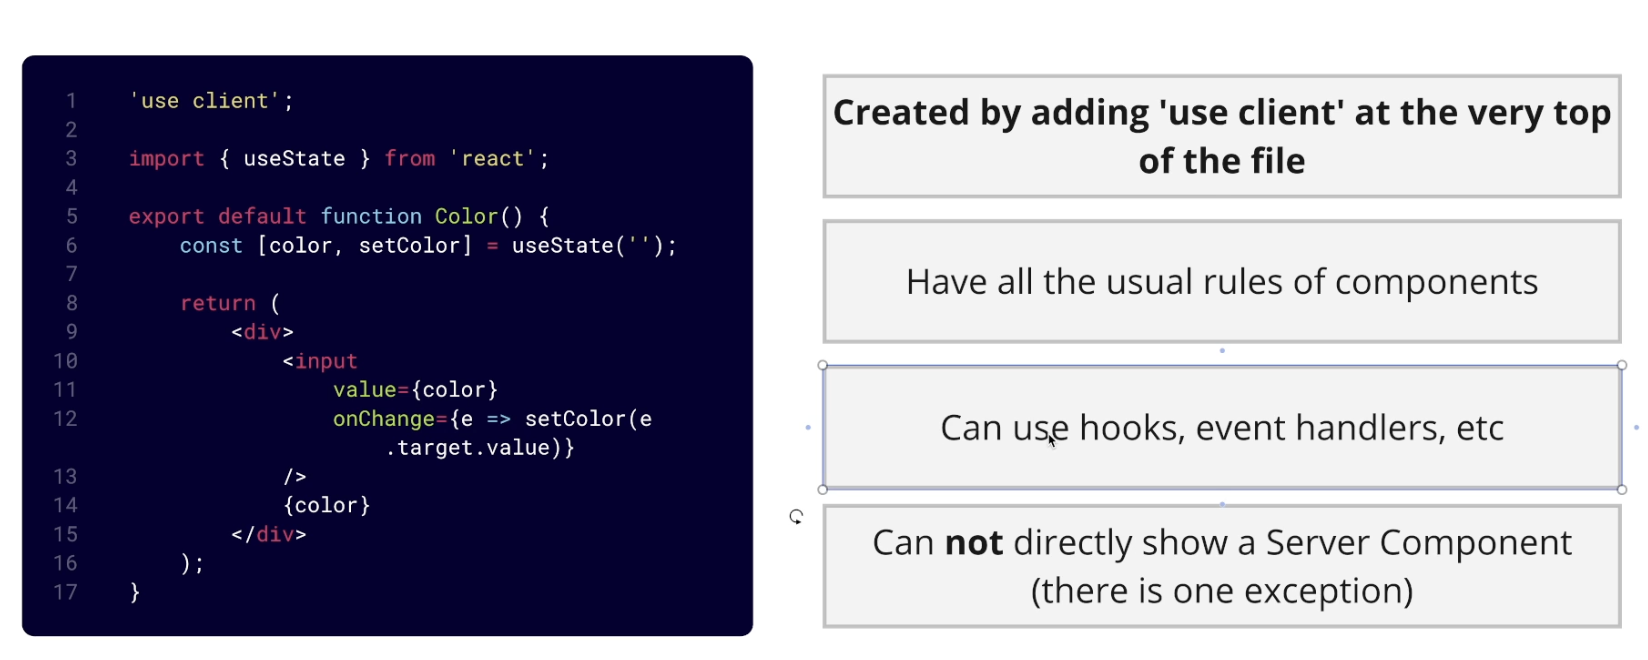 1 'use client';
2
3 import { useState } from 'react';
4
5 export default function Color() {
6 const [color, setColor] = useState('');
7
8 return (
9 <div>
10 <input
11 value={color}
12 onChange={e => setColor(e
.target.value)}
13 />
14 {color}
15 </div>
16 );
17 }
Created by adding 'use client' at the very top
of the file
Have all the usual rules of components
Can use hooks, event handlers, etc
Can not directly show a Server Component
(there is one exception)